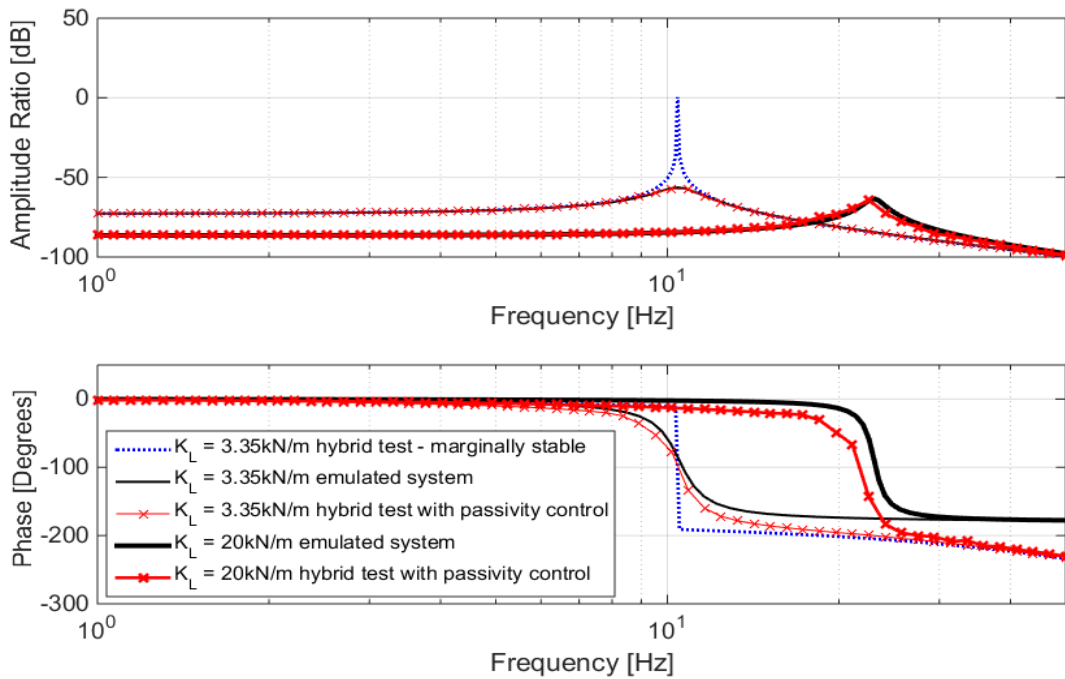 50
0
-50
-100
Amplitude Ratio [dB]
10^0
10^1
Frequency [Hz]
0
-100
-200
-300
Phase [Degrees]
K_L = 3.35kN/m hybrid test - marginally stable
K_L = 3.35kN/m emulated system
K_L = 3.35kN/m hybrid test with passivity control
K_L = 20kN/m emulated system
K_L = 20kN/m hybrid test with passivity control
10^0
10^1
Frequency [Hz]